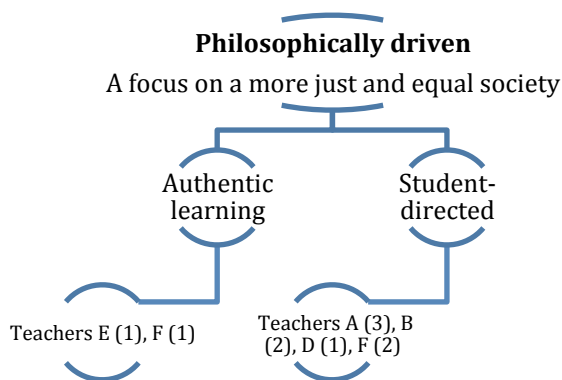 Philosophically driven
A focus on a more just and equal society
Authentic
learning
Student-
directed
Teachers E (1), F (1)
Teachers A (3), B
(2), D (1), F (2)